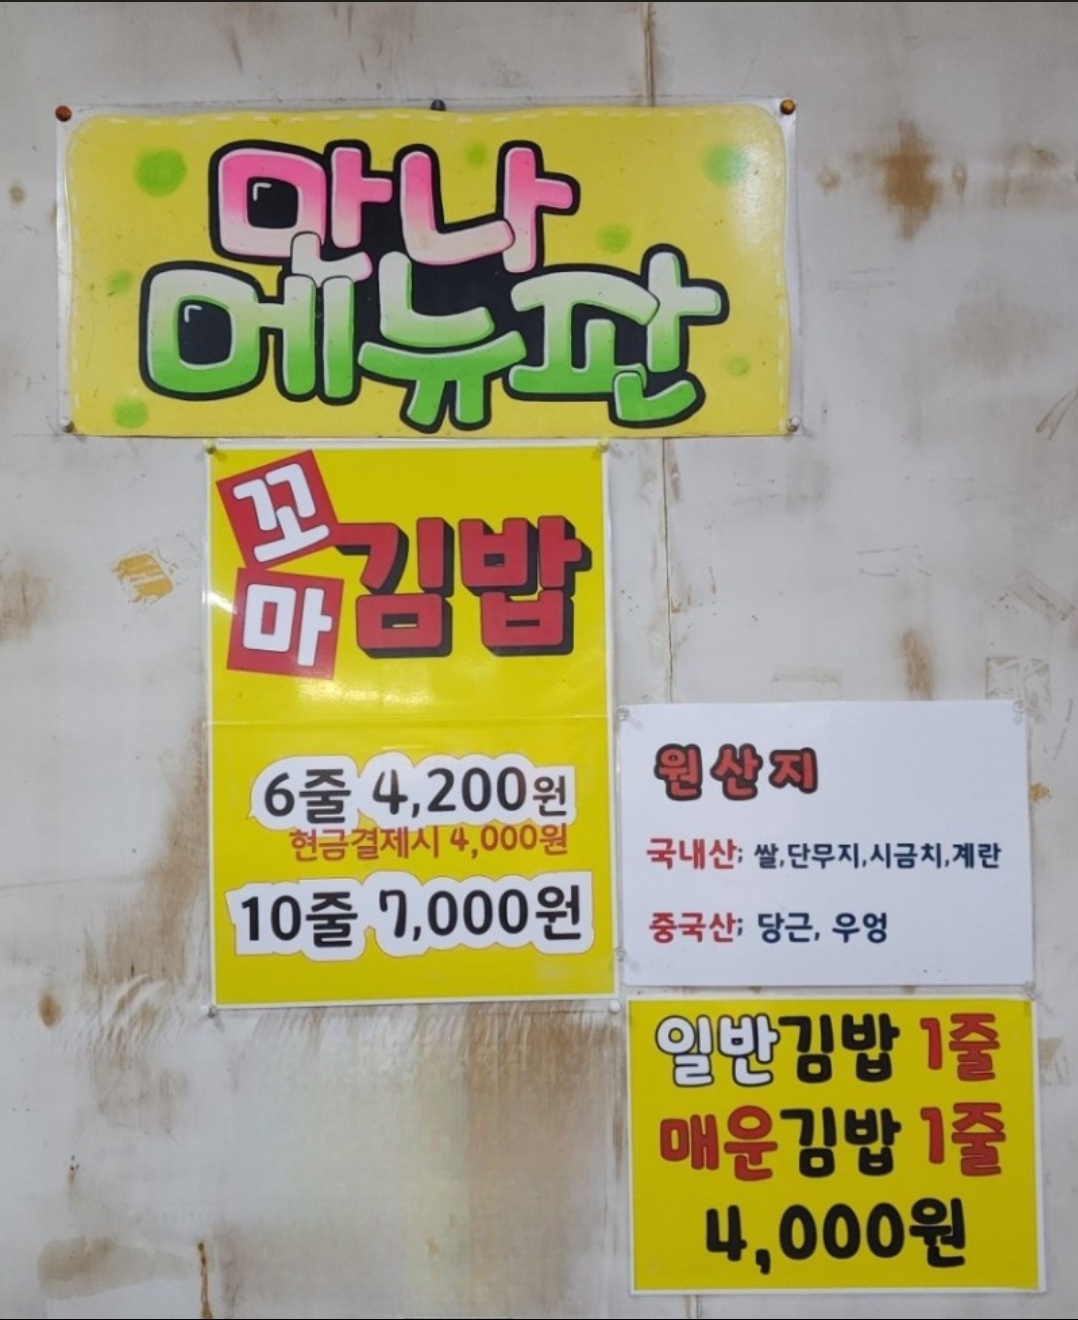 만나
메뉴판
꼬마김밥
6줄 4,200원
현금결제시 4,000원
10줄 7,000원
원산지
국내산; 쌀,단무지,시금치,계란
중국산; 당근, 우엉
일반김밥 1줄
매운김밥 1줄
4,000원